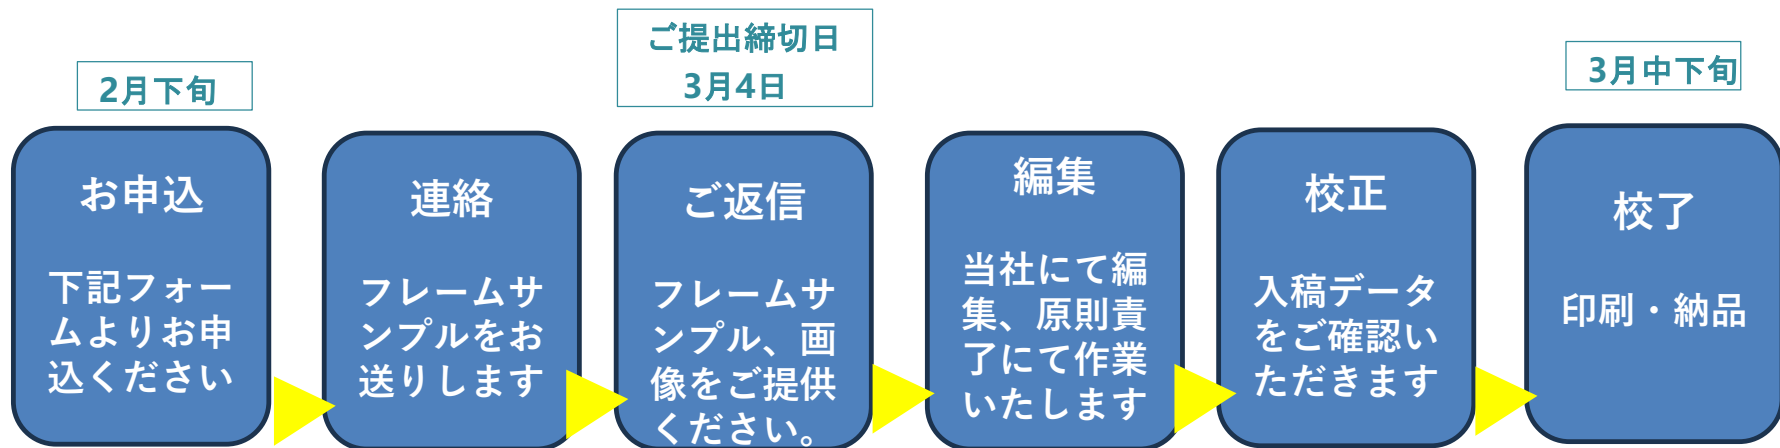 2月下旬
お申込
下記フォー
ムよりお申
込ください
連絡
フレームサ
ンプルをお
送りします
ご提出締切日
3月4日
ご返信
フレームサ
ンプル、画
像をご提供
ください。
編集
当社にて編
集、原則責
了にて作業
いたします
校正
入稿データ
をご確認い
ただきます
3月中下旬
校了
印刷・納品